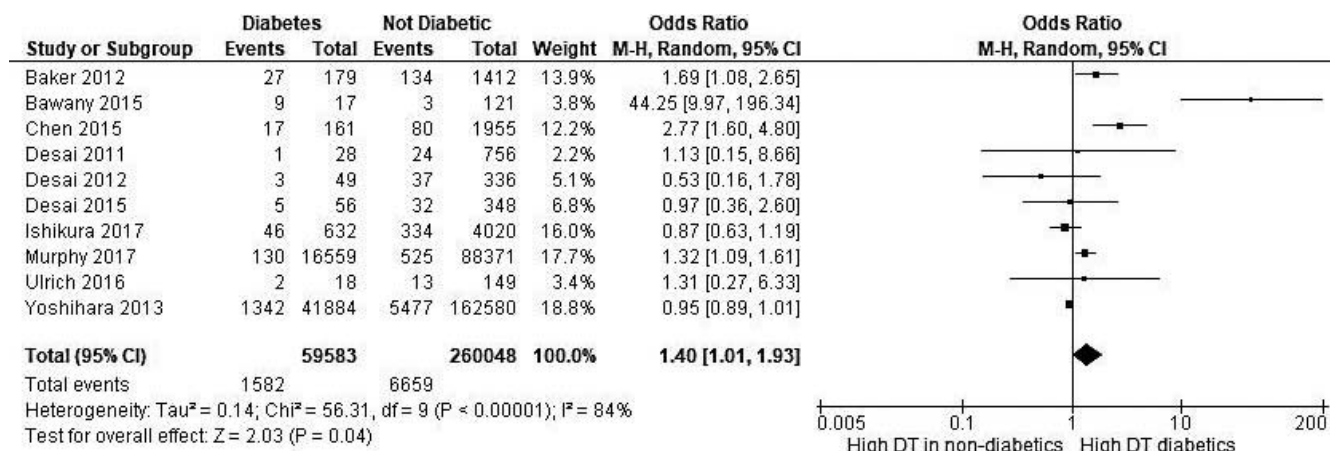 Diabetes Not Diabetic Odds Ratio Odds Ratio
Study or Subgroup Events Total Events Total Weight M-H, Random, 95% CI M-H, Random, 95% CI
Baker 2012 27 179 134 1412 13.9% 1.69 [1.08, 2.65]
Bawany 2015 9 17 3 121 3.8% 44.25 [9.97, 196.34]
Chen 2015 17 161 80 1955 12.2% 2.77 [1.60, 4.80]
Desai 2011 1 28 24 756 2.2% 1.13 [0.15, 8.66]
Desai 2012 3 49 37 336 5.1% 0.53 [0.16, 1.78]
Desai 2015 5 56 32 348 6.8% 0.97 [0.36, 2.60]
Ishikura 2017 46 632 334 4020 16.0% 0.87 [0.63, 1.19]
Murphy 2017 130 16559 525 88371 17.7% 1.32 [1.09, 1.61]
Ulrich 2016 2 18 13 149 3.4% 1.31 [0.27, 6.33]
Yoshihara 2013 1342 41884 5477 162580 18.8% 0.95 [0.89, 1.01]
Total (95% CI) 59583 260048 100.0% 1.40 [1.01, 1.93]
Total events 1582 6659
Heterogeneity: Tau² = 0.14; Chi² = 56.31, df = 9 (P < 0.00001); I² = 84%
Test for overall effect: Z = 2.03 (P = 0.04)
0.005 0.1 1 10 200
High DT in non-diabetics High DT diabetics